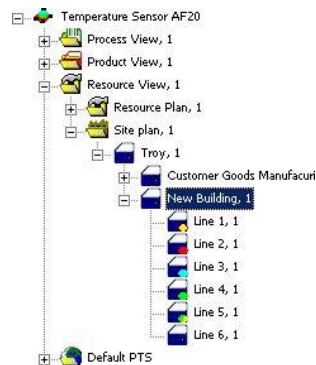 Temperature Sensor AF20
Process View, 1
Product View, 1
Resource View, 1
Resource Plan, 1
Site plan, 1
Troy, 1
Customer Goods Manufacuri
New Building, 1
Line 1, 1
Line 2, 1
Line 3, 1
Line 4, 1
Line 5, 1
Line 6, 1
Default PTS